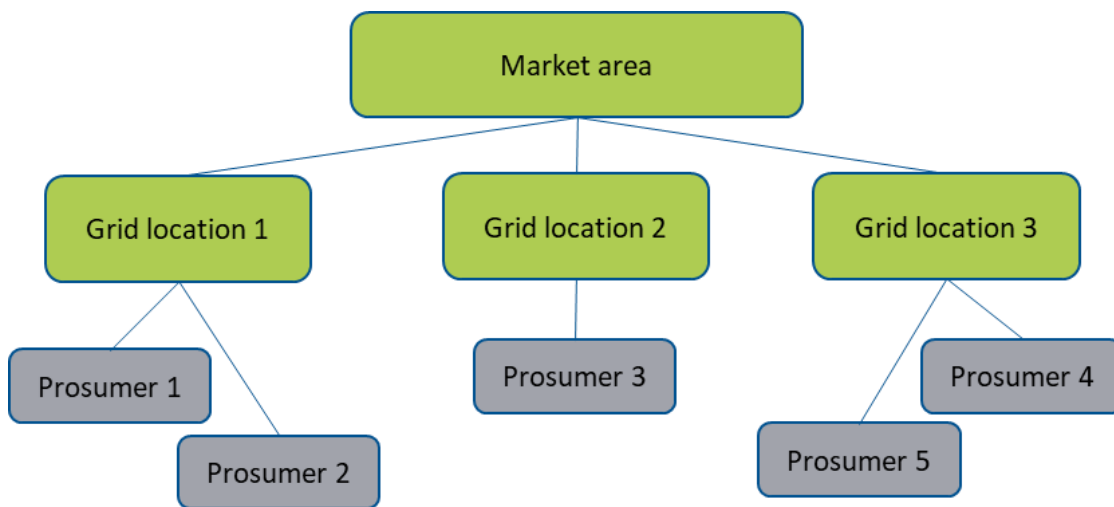 Market area
Grid location 1
Grid location 2
Grid location 3
Prosumer 1
Prosumer 2
Prosumer 3
Prosumer 4
Prosumer 5